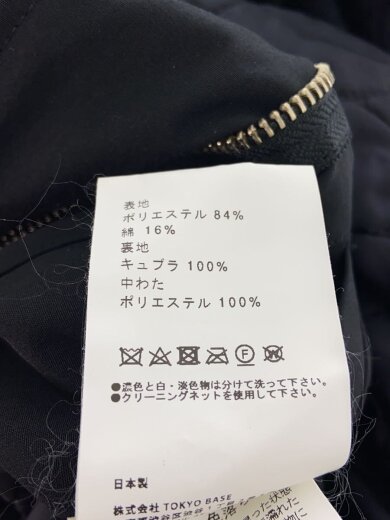 表地
ポリエステル 84%
綿 16%
裏地
キュプラ 100%
中わた
ポリエステル 100%
●濃色と白・淡色物は分けて洗って下さい。
●クリーニングネットを使用して下さい。
日本製
株式会社 TOKYO BASE